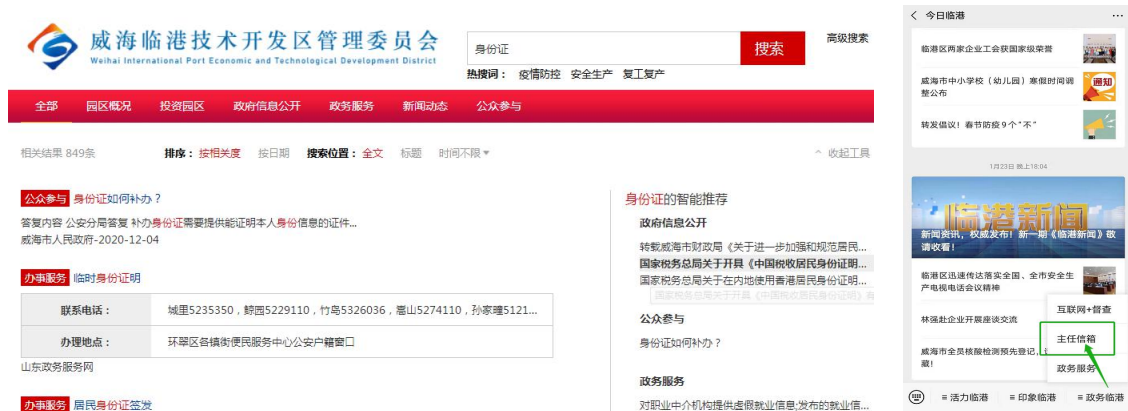 威海临港技术开发区管理委员会
Weihai International Port Economic and Technological Development District
身份证
搜索
高级搜索
热搜词： 疫情防控 安全生产 复工复产
全部 园区概况 投资园区 政府信息公开 政务服务 新闻动态 公众参与
相关结果 849条 排序：按相关度 按日期 搜索位置：全文 标题 时间不限 收起工具
公众参与 身份证如何补办？
答复内容 公安分局答复 补办身份证需要提供能证明本人身份信息的证件...
威海市人民政府-2020-12-04
办事服务 临时身份证明
联系电话： 城里5235350，鲸园5229110，竹岛5326036，嵩山5274110，孙家疃5121...
办理地点： 环翠区各镇街便民服务中心公安户籍窗口
山东政务服务网
办事服务 居民身份证签发
身份证的智能推荐
政府信息公开
转载威海市财政局《关于进一步加强和规范居民...
国家税务总局关于开具《中国税收居民身份证明...
国家税务总局关于在内地使用香港居民身份证明...
国家税务总局关于开具《中国税收居民身份证明》有
公众参与
身份证如何补办？
政务服务
对职业中介机构提供虚假就业信息;发布的就业信...
今日临港
临港区两家企业工会获国家级荣誉
威海市中小学校（幼儿园）寒假时间调
整公布
通知
转发倡议！春节防疫9个“不”
1月23日 晚上18:04
临港新闻
新闻资讯，权威发布！新一期《临港新闻》敬
请收看！
临港区迅速传达落实全国、全市安全生
产电视电话会议精神
林强赴企业开展座谈交流
威海市全员核酸检测预先登记，
藏！
互联网+督查
主任信箱
政务服务
活力临港 印象临港 政务临港